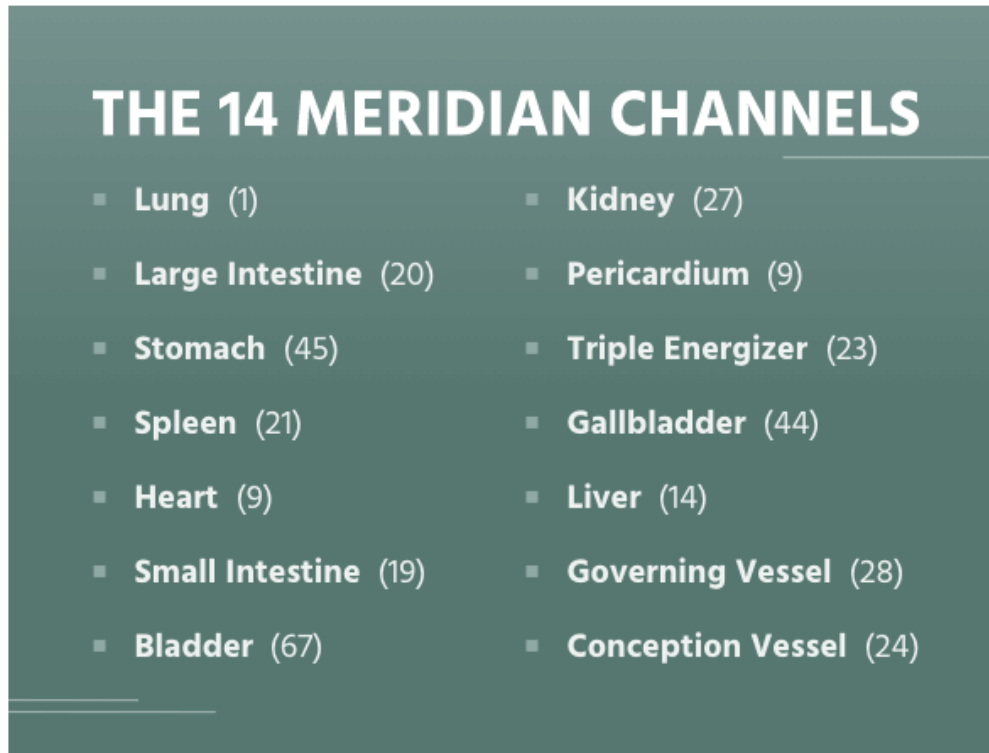 THE 14 MERIDIAN CHANNELS
Lung (1)
Large Intestine (20)
Stomach (45)
Spleen (21)
Heart (9)
Small Intestine (19)
Bladder (67)
Kidney (27)
Pericardium (9)
Triple Energizer (23)
Gallbladder (44)
Liver (14)
Governing Vessel (28)
Conception Vessel (24)